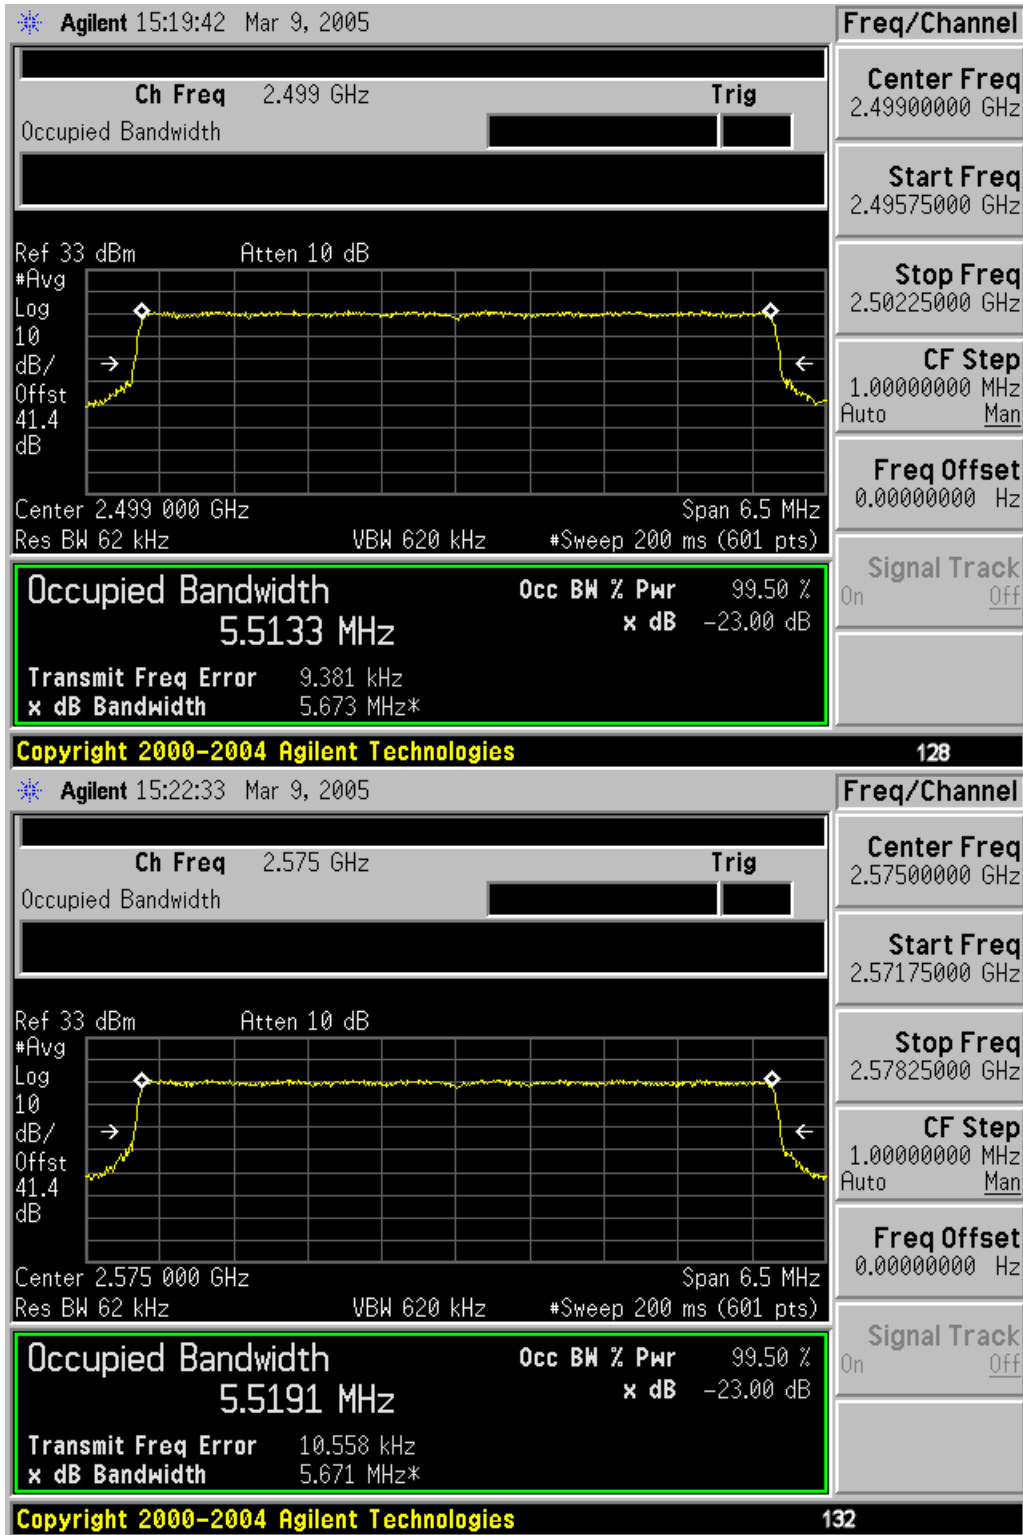 Agilent 15:19:42 Mar 9, 2005
Freq/Channel
Ch Freq 2.499 GHz Trig
Occupied Bandwidth
Center Freq
2.49900000 GHz
Start Freq
2.49575000 GHz
Stop Freq
2.50225000 GHz
CF Step
1.00000000 MHz
Auto Man
Freq Offset
0.00000000 Hz
Signal Track
On Off
Ref 33 dBm Atten 10 dB
#Avg
Log
10
dB/
Offst
41.4
dB
Center 2.499 000 GHz Span 6.5 MHz
Res BW 62 kHz VBW 620 kHz #Sweep 200 ms (601 pts)
Occupied Bandwidth Occ BW % Pwr 99.50 %
5.5133 MHz x dB -23.00 dB
Transmit Freq Error 9.381 kHz
x dB Bandwidth 5.673 MHz*
Copyright 2000-2004 Agilent Technologies 128
Agilent 15:22:33 Mar 9, 2005
Freq/Channel
Ch Freq 2.575 GHz Trig
Occupied Bandwidth
Center Freq
2.57500000 GHz
Start Freq
2.57175000 GHz
Stop Freq
2.57825000 GHz
CF Step
1.00000000 MHz
Auto Man
Freq Offset
0.00000000 Hz
Signal Track
On Off
Ref 33 dBm Atten 10 dB
#Avg
Log
10
dB/
Offst
41.4
dB
Center 2.575 000 GHz Span 6.5 MHz
Res BW 62 kHz VBW 620 kHz #Sweep 200 ms (601 pts)
Occupied Bandwidth Occ BW % Pwr 99.50 %
5.5191 MHz x dB -23.00 dB
Transmit Freq Error 10.558 kHz
x dB Bandwidth 5.671 MHz*
Copyright 2000-2004 Agilent Technologies 132